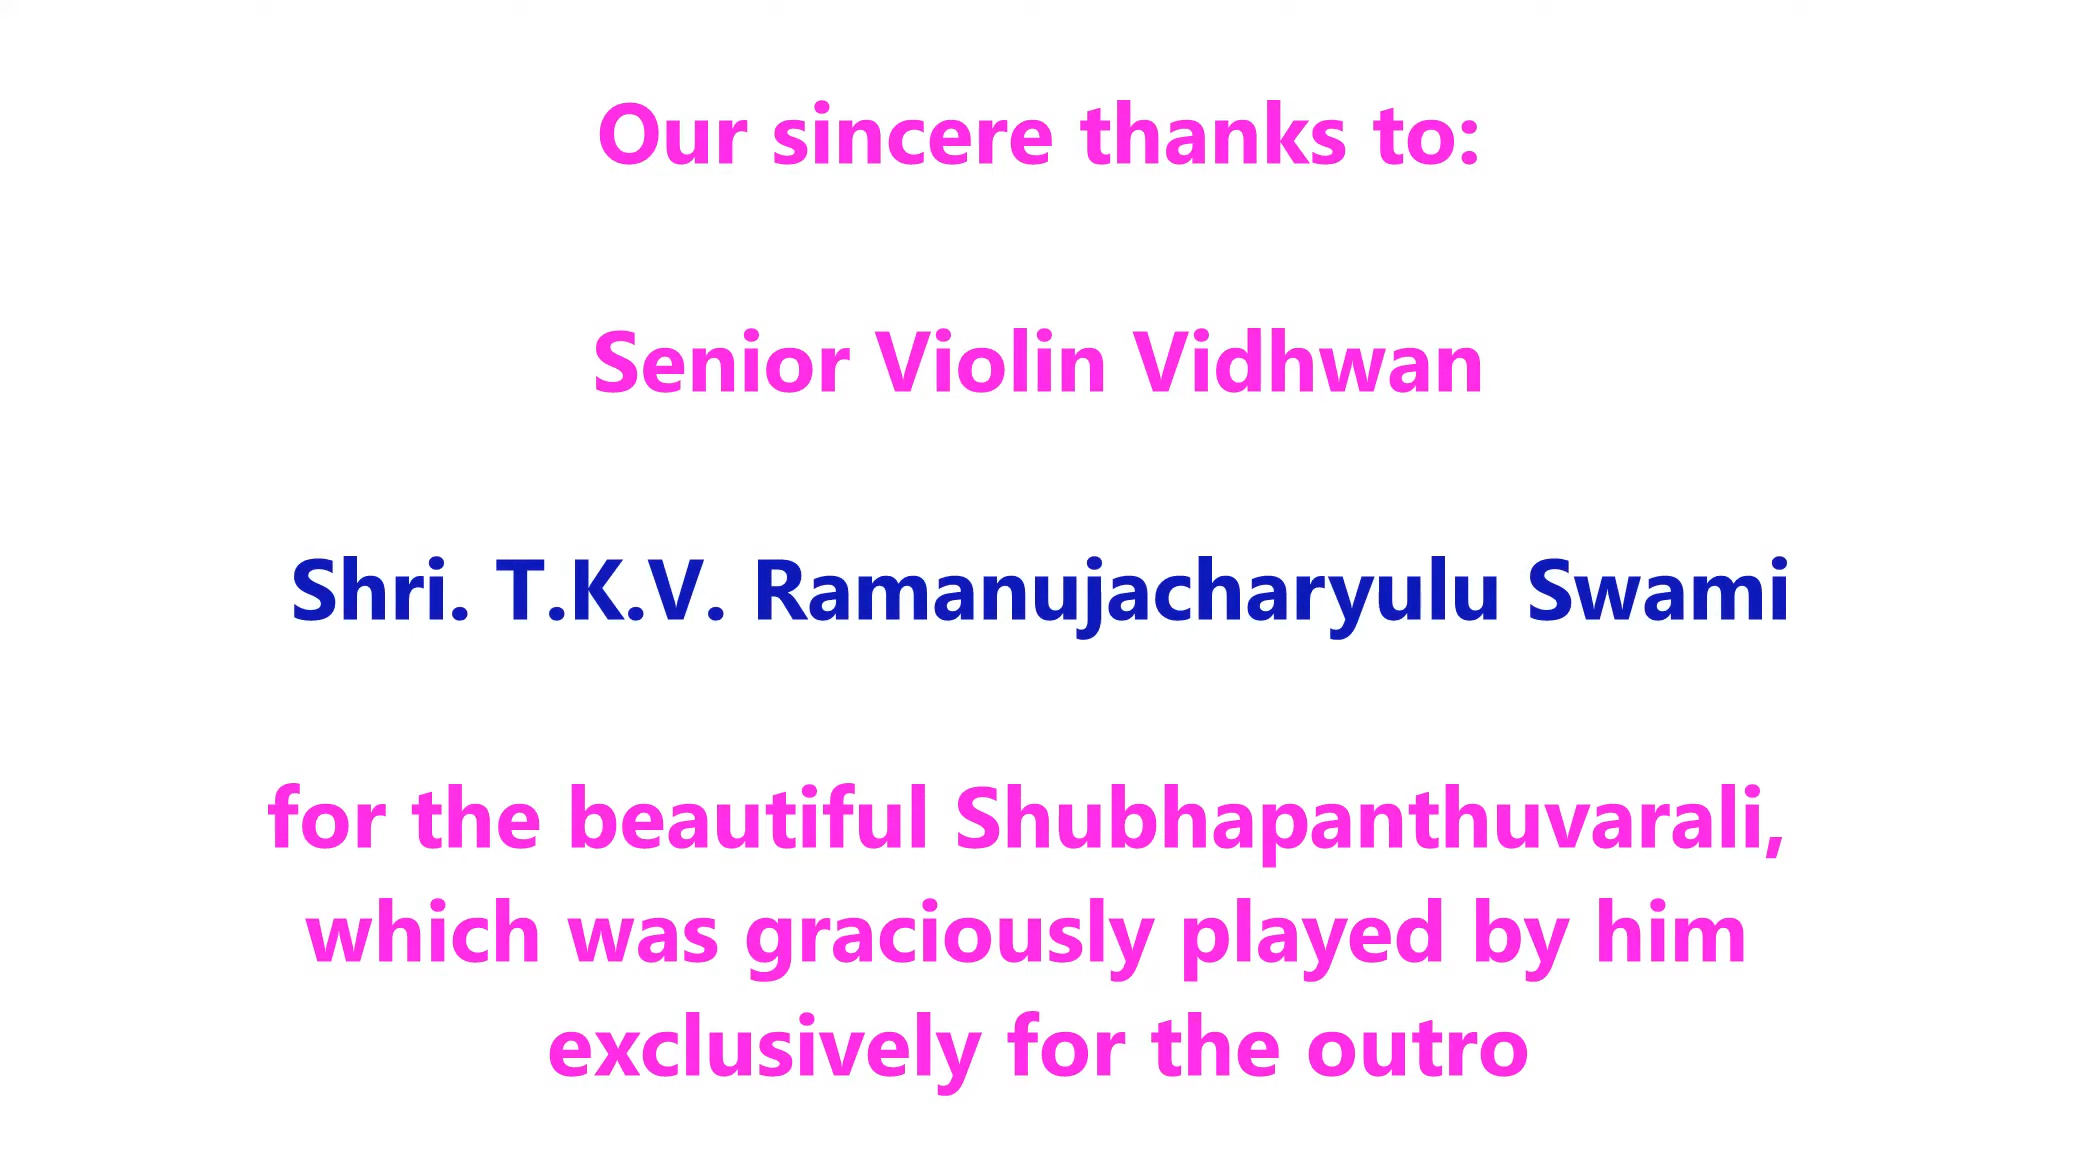 Our sincere thanks to:
Senior Violin Vidhwan
Shri. T.K.V. Ramanujacharyulu Swami
for the beautiful Shubhapanthuvarali,
which was graciously played by him
exclusively for the outro